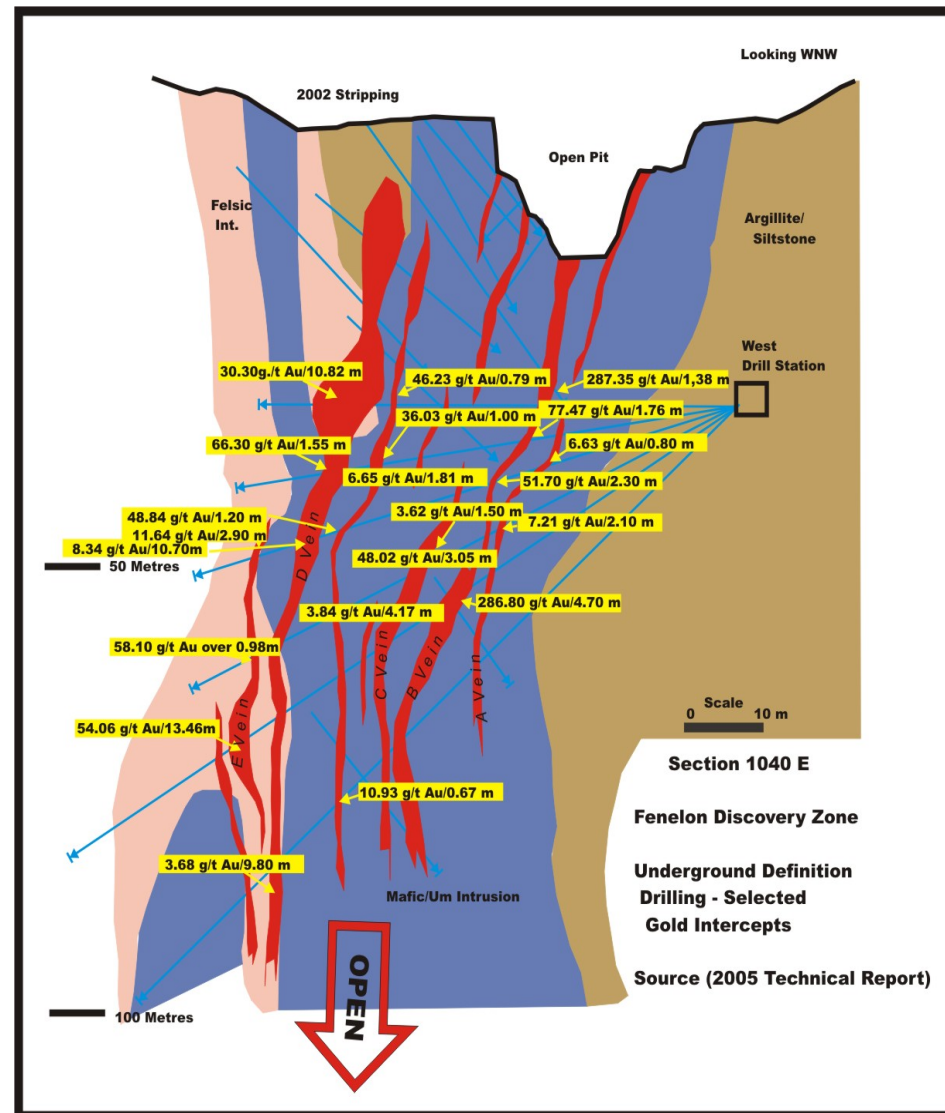 Looking WNW
2002 Stripping
Open Pit
Felsic
Int.
Argillite/
Siltstone
West
Drill Station
30.30g./t Au/10.82 m
46.23 g/t Au/0.79 m
287.35 g/t Au/1,38 m
36.03 g/t Au/1.00 m
77.47 g/t Au/1.76 m
66.30 g/t Au/1.55 m
6.63 g/t Au/0.80 m
6.65 g/t Au/1.81 m
51.70 g/t Au/2.30 m
48.84 g/t Au/1.20 m
3.62 g/t Au/1.50 m
7.21 g/t Au/2.10 m
11.64 g/t Au/2.90 m
8.34 g/t Au/10.70m
48.02 g/t Au/3.05 m
50 Metres
D Vein
286.80 g/t Au/4.70 m
3.84 g/t Au/4.17 m
58.10 g/t Au over 0.98m
C Vein
B Vein
A Vein
Scale
0 10 m
54.06 g/t Au/13.46m
E Vein
Section 1040 E
10.93 g/t Au/0.67 m
Fenelon Discovery Zone
3.68 g/t Au/9.80 m
Underground Definition
Drilling - Selected
Gold Intercepts
Mafic/Um Intrusion
OPEN
Source (2005 Technical Report)
100 Metres